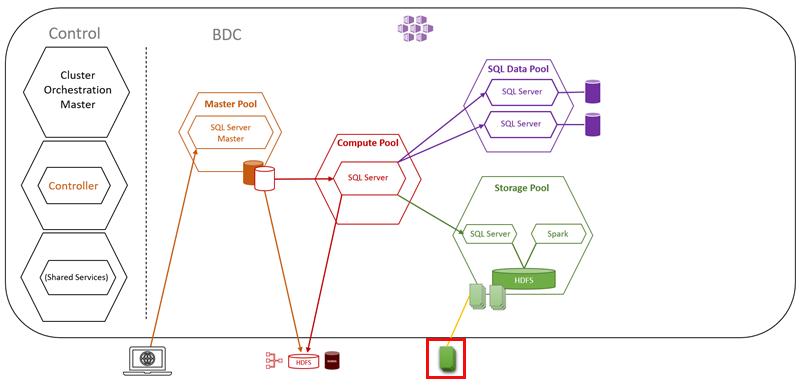 Control
BDC
Cluster
Orchestration
Master
Controller
(Shared Services)
Master Pool
SQL Server
Master
Compute Pool
SQL Server
SQL Data Pool
SQL Server
SQL Server
Storage Pool
SQL Server
Spark
HDFS
HDFS